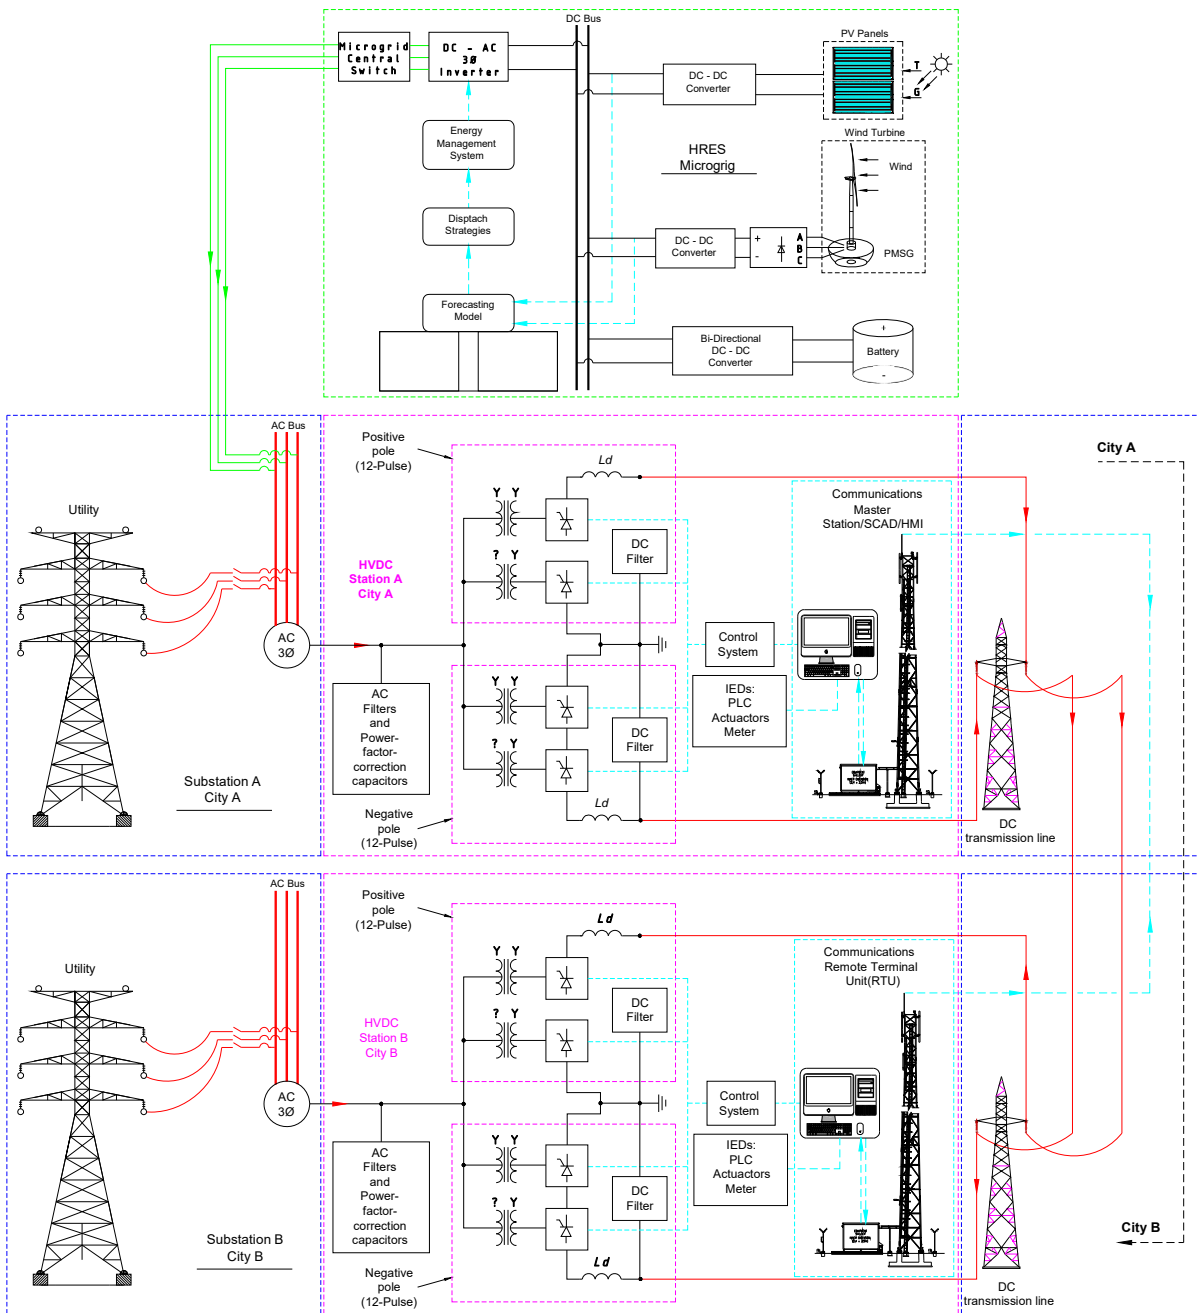 DC Bus
Microgrid
Central
Switch
DC - AC
3Ø
Inverter
DC - DC
Converter
PV Panels
T
G
Energy
Management
System
HRES
Microgrig
Wind Turbine
Wind
Disptach
Strategies
DC - DC
Converter
+
-
A
B
C
PMSG
Forecasting
Model
Bi-Directional
DC - DC
Converter
+
Battery
-
AC Bus
Utility
AC
3Ø
Substation A
City A
Positive
pole
(12-Pulse)
HVDC
Station A
City A
AC
Filters
and
Power-
factor-
correction
capacitors
Negative
pole
(12-Pulse)
Y Y
? Y
Y Y
? Y
Ld
DC
Filter
DC
Filter
Ld
Control
System
IEDs:
PLC
Actuactors
Meter
Communications
Master
Station/SCAD/HMI
City A
DC
transmission line
AC Bus
Utility
AC
3Ø
Substation B
City B
Positive
pole
(12-Pulse)
HVDC
Station B
City B
AC
Filters
and
Power-
factor-
correction
capacitors
Negative
pole
(12-Pulse)
Y Y
? Y
Y Y
? Y
Ld
DC
Filter
DC
Filter
Ld
Control
System
IEDs:
PLC
Actuactors
Meter
Communications
Remote Terminal
Unit(RTU)
City B
DC
transmission line